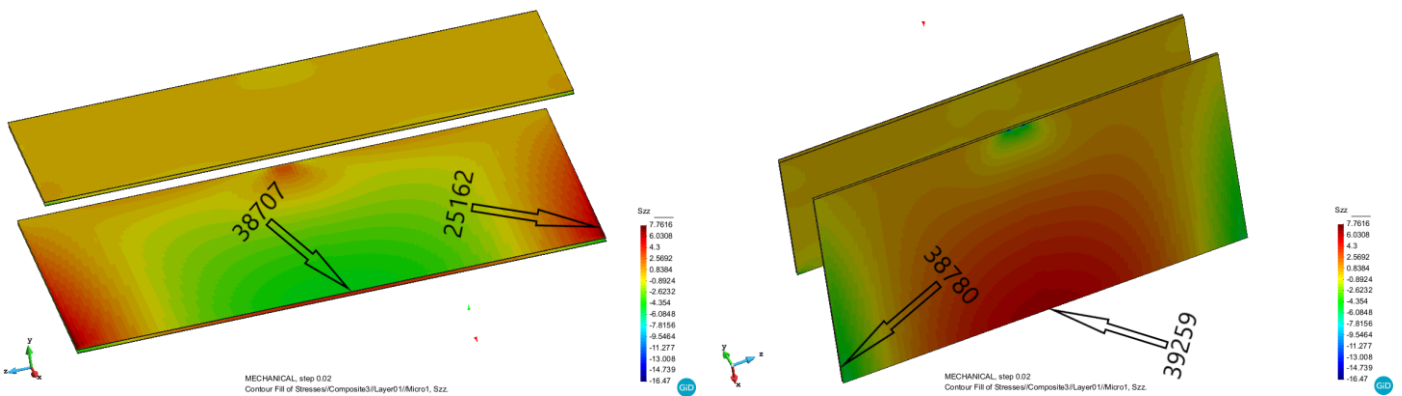 38707
25162
Szz
7.7616
6.0308
4.3
2.5692
0.8384
-0.8924
-2.6232
-4.354
-6.0848
-7.8156
-9.5464
-11.277
-13.008
-14.739
-16.47
y
z
x
MECHANICAL, step 0.02
Contour Fill of Stresses//Composite3//Layer01//Micro1, Szz.
GiD
38780
39259
Szz
7.7616
6.0308
4.3
2.5692
0.8384
-0.8924
-2.6232
-4.354
-6.0848
-7.8156
-9.5464
-11.277
-13.008
-14.739
-16.47
y
z
x
MECHANICAL, step 0.02
Contour Fill of Stresses//Composite3//Layer01//Micro1, Szz.
GiD